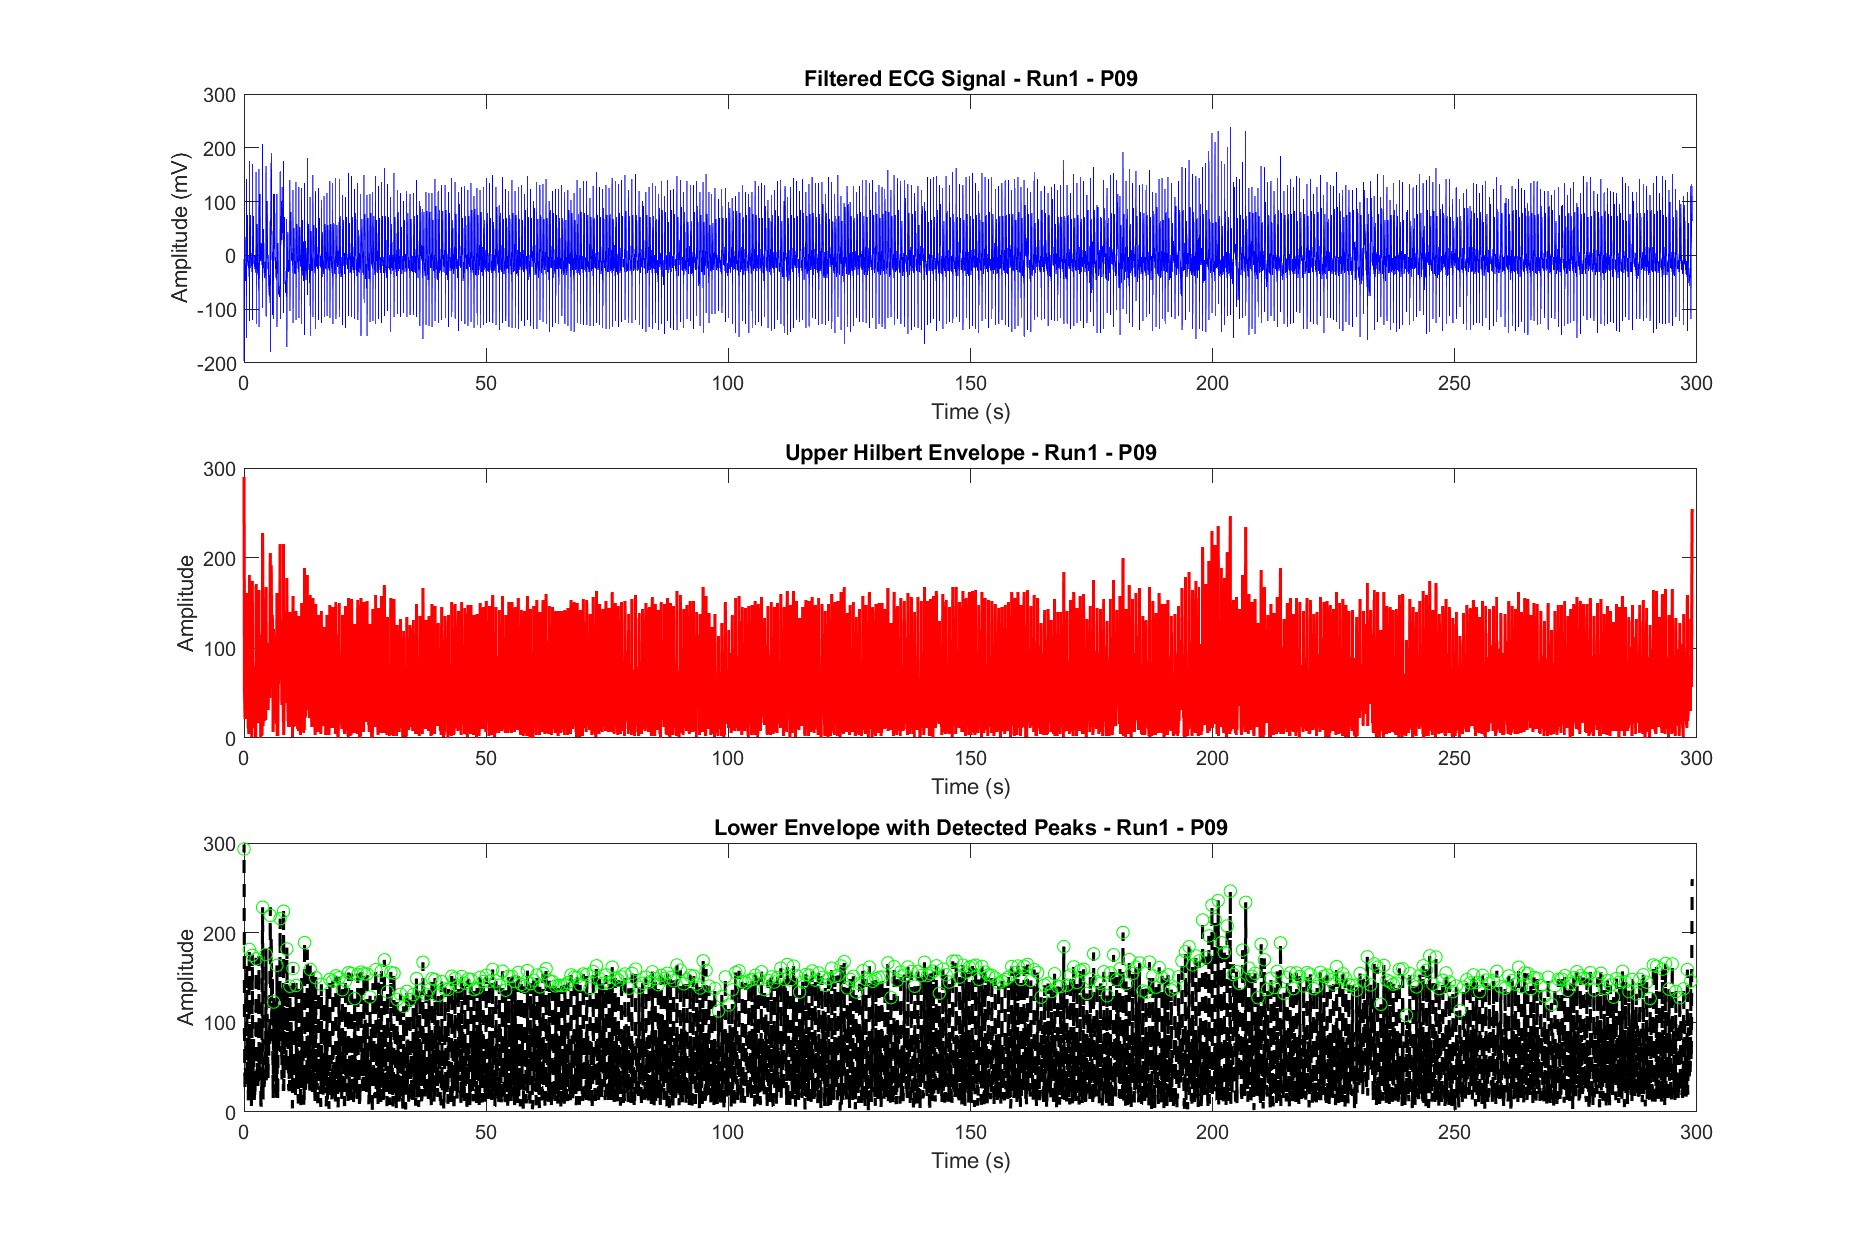 Filtered ECG Signal - Run1 - P09
300
200
100
0
-100
-200
Amplitude (mV)
0 50 100 150 200 250 300
Time (s)
Upper Hilbert Envelope - Run1 - P09
300
200
100
0
Amplitude
0 50 100 150 200 250 300
Time (s)
Lower Envelope with Detected Peaks - Run1 - P09
300
200
100
0
Amplitude
0 50 100 150 200 250 300
Time (s)